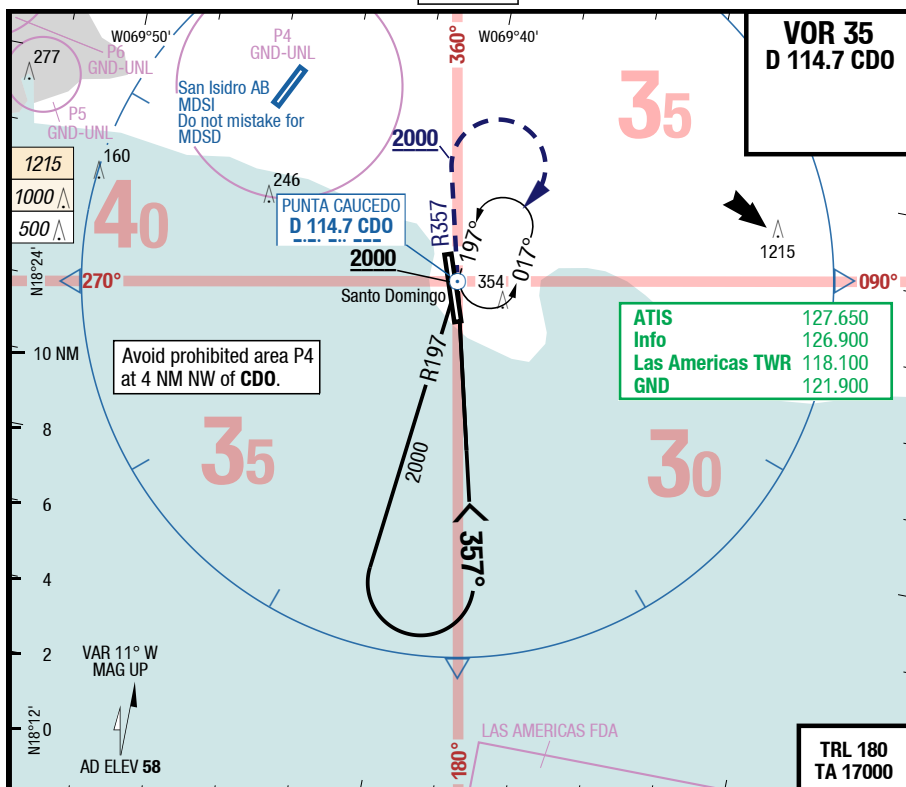 W069°50'
P6
GND-UNL
277
P5
GND-UNL
P4
GND-UNL
San Isidro AB
MDSI
Do not mistake for
MDSD
360°
W069°40'
35
VOR 35
D 114.7 CDO
1215
1000
500
160
40
246
2000
R357
PUNTA CAUCEDO
D 114.7 CDO
2000
197°
017°
354
1215
N18°24'
270°
Santo Domingo
090°
10 NM
8
6
4
2
0
Avoid prohibited area P4
at 4 NM NW of CDO.
R197
2000
35
357°
30
ATIS 127.650
Info 126.900
Las Americas TWR 118.100
GND 121.900
VAR 11° W
MAG UP
N18°12'
AD ELEV 58
180°
LAS AMERICAS FDA
TRL 180
TA 17000